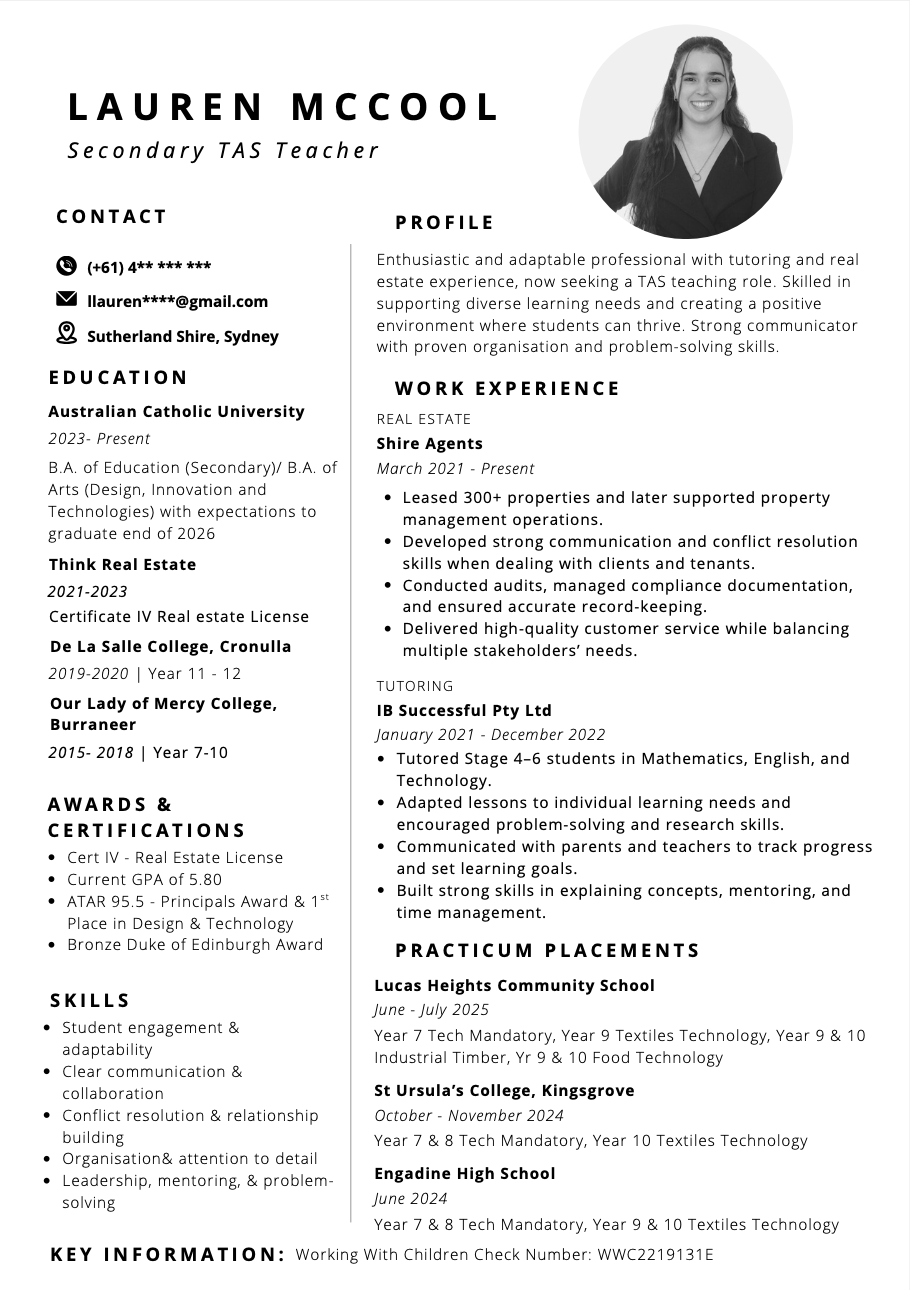 LAUREN MCCOOL
Secondary TAS Teacher
CONTACT
(+61) 4** *** ***
llauren****@gmail.com
Sutherland Shire, Sydney
EDUCATION
Australian Catholic University
2023- Present
B.A. of Education (Secondary)/ B.A. of
Arts (Design, Innovation and
Technologies) with expectations to
graduate end of 2026
Think Real Estate
2021-2023
Certificate IV Real estate License
De La Salle College, Cronulla
2019-2020 | Year 11 - 12
Our Lady of Mercy College,
Burraneer
2015- 2018 | Year 7-10
AWARDS &
CERTIFICATIONS
• Cert IV - Real Estate License
• Current GPA of 5.80
• ATAR 95.5 - Principals Award & 1st
Place in Design & Technology
• Bronze Duke of Edinburgh Award
SKILLS
• Student engagement &
adaptability
• Clear communication &
collaboration
• Conflict resolution & relationship
building
• Organisation& attention to detail
• Leadership, mentoring, & problem-
solving
PROFILE
Enthusiastic and adaptable professional with tutoring and real
estate experience, now seeking a TAS teaching role. Skilled in
supporting diverse learning needs and creating a positive
environment where students can thrive. Strong communicator
with proven organisation and problem-solving skills.
WORK EXPERIENCE
REAL ESTATE
Shire Agents
March 2021 - Present
• Leased 300+ properties and later supported property
management operations.
• Developed strong communication and conflict resolution
skills when dealing with clients and tenants.
• Conducted audits, managed compliance documentation,
and ensured accurate record-keeping.
• Delivered high-quality customer service while balancing
multiple stakeholders’ needs.
TUTORING
IB Successful Pty Ltd
January 2021 - December 2022
• Tutored Stage 4–6 students in Mathematics, English, and
Technology.
• Adapted lessons to individual learning needs and
encouraged problem-solving and research skills.
• Communicated with parents and teachers to track progress
and set learning goals.
• Built strong skills in explaining concepts, mentoring, and
time management.
PRACTICUM PLACEMENTS
Lucas Heights Community School
June - July 2025
Year 7 Tech Mandatory, Year 9 Textiles Technology, Year 9 & 10
Industrial Timber, Yr 9 & 10 Food Technology
St Ursula’s College, Kingsgrove
October - November 2024
Year 7 & 8 Tech Mandatory, Year 10 Textiles Technology
Engadine High School
June 2024
Year 7 & 8 Tech Mandatory, Year 9 & 10 Textiles Technology
KEY INFORMATION: Working With Children Check Number: WWC2219131E